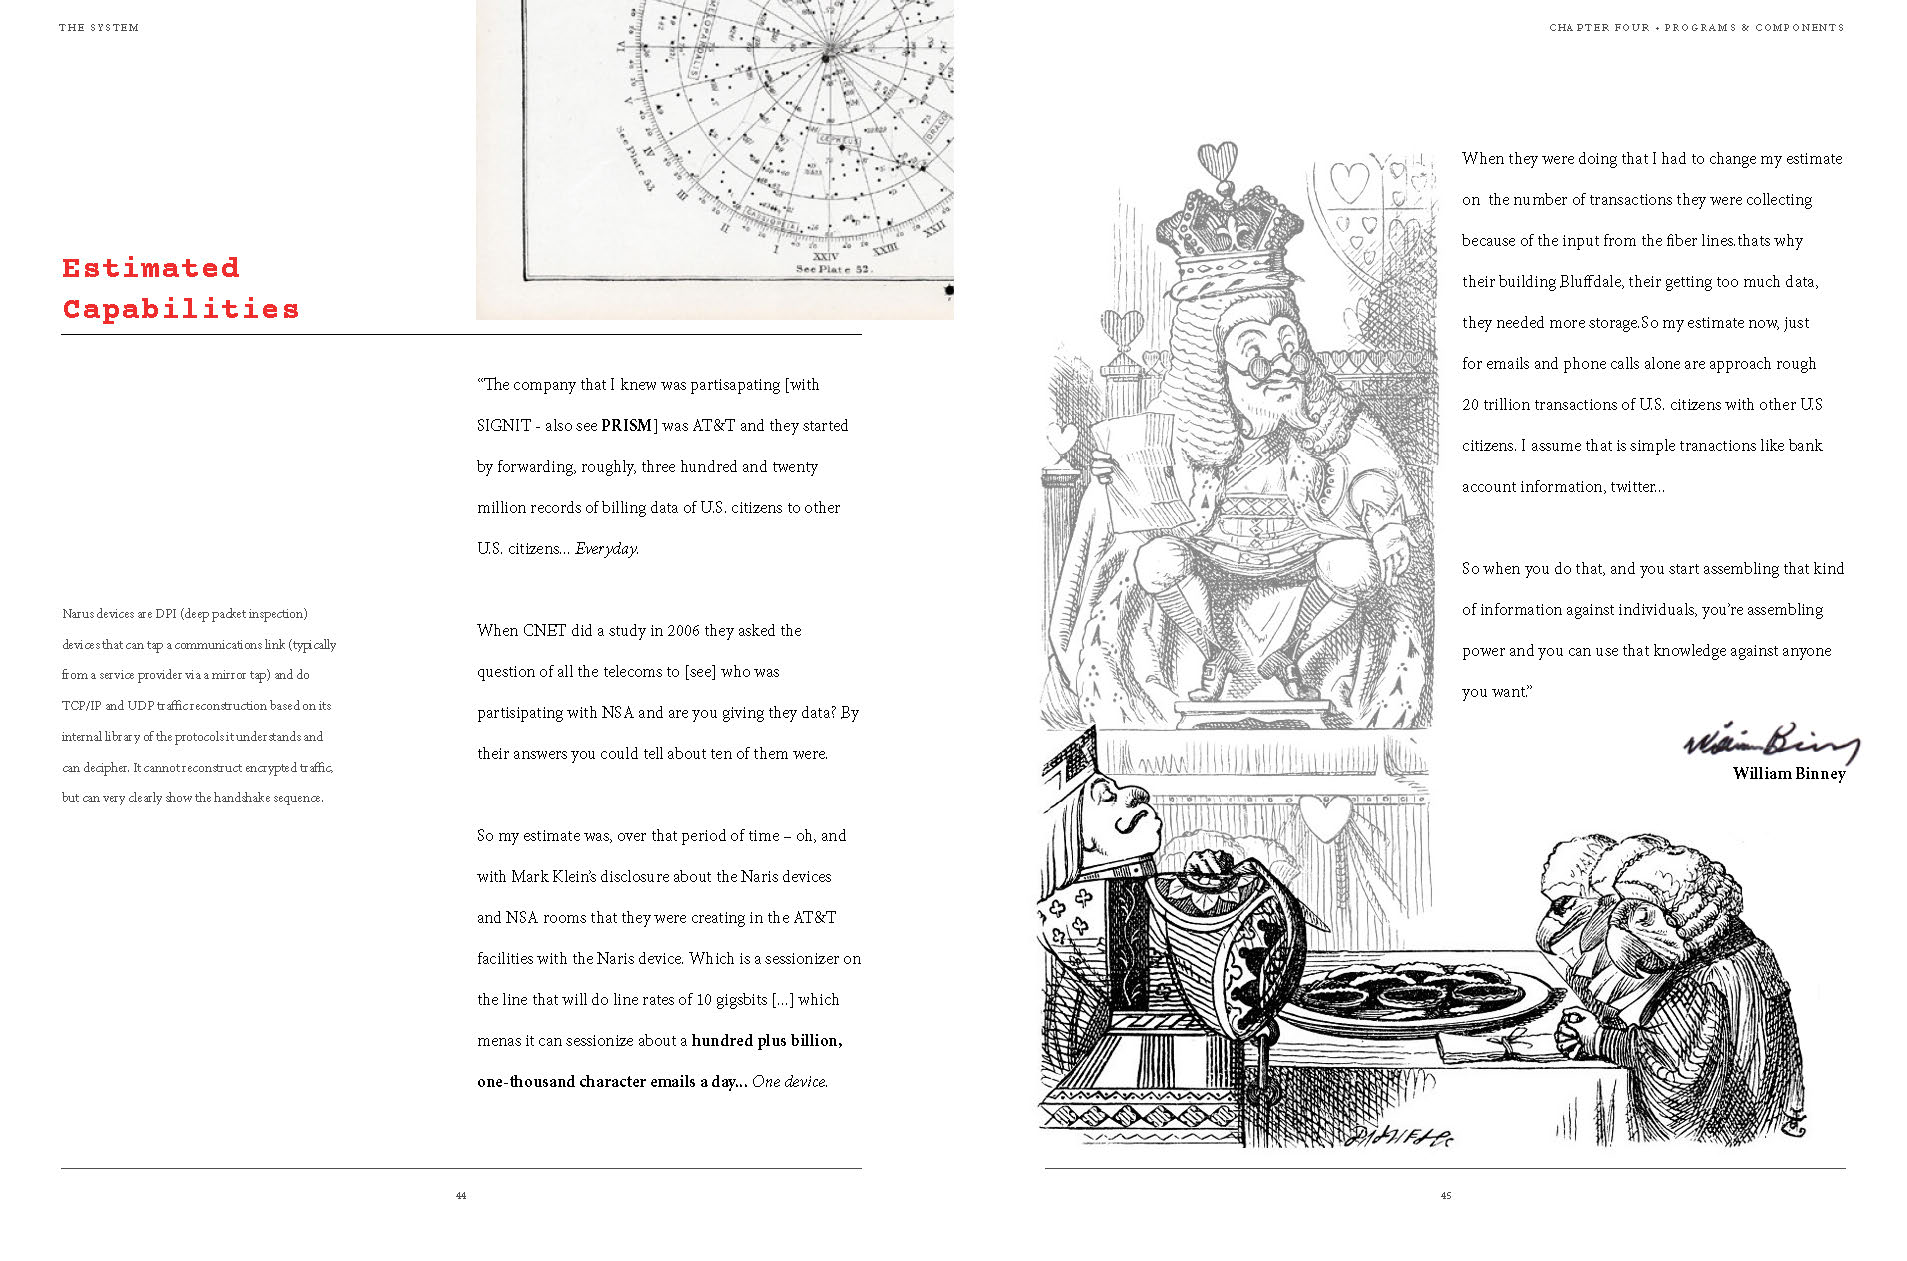 THE SYSTEM
CHAPTER FOUR • PROGRAMS & COMPONENTS
CAMELOPARDALIS
CEPHEUS
DRACO
CASSIOPEIA
VI
V
IV
III
II
I
XXIV
XXIII
XXII
See Plate 53.
See Plate 52.
Estimated
Capabilities
Narus devices are DPI (deep packet inspection)
devices that can tap a communications link (typically
from a service provider via a mirror tap) and do
TCP/IP and UDP traffic reconstruction based on its
internal library of the protocols it understands and
can decipher. It cannot reconstruct encrypted traffic,
but can very clearly show the handshake sequence.
“The company that I knew was partisapating [with
SIGNIT - also see PRISM] was AT&T and they started
by forwarding, roughly, three hundred and twenty
million records of billing data of U.S. citizens to other
U.S. citizens... Everyday.
When CNET did a study in 2006 they asked the
question of all the telecoms to [see] who was
partisipating with NSA and are you giving they data? By
their answers you could tell about ten of them were.
So my estimate was, over that period of time – oh, and
with Mark Klein’s disclosure about the Naris devices
and NSA rooms that they were creating in the AT&T
facilities with the Naris device. Which is a sessionizer on
the line that will do line rates of 10 gigsbits [...] which
menas it can sessionize about a hundred plus billion,
one-thousand character emails a day... One device.
44
When they were doing that I had to change my estimate
on the number of transactions they were collecting
because of the input from the fiber lines.thats why
their building Bluffdale, their getting too much data,
they needed more storage.So my estimate now, just
for emails and phone calls alone are approach rough
20 trillion transactions of U.S. citizens with other U.S
citizens. I assume that is simple tranactions like bank
account information, twitter...
So when you do that, and you start assembling that kind
of information against individuals, you’re assembling
power and you can use that knowledge against anyone
you want.”
William Binney
William Binney
45